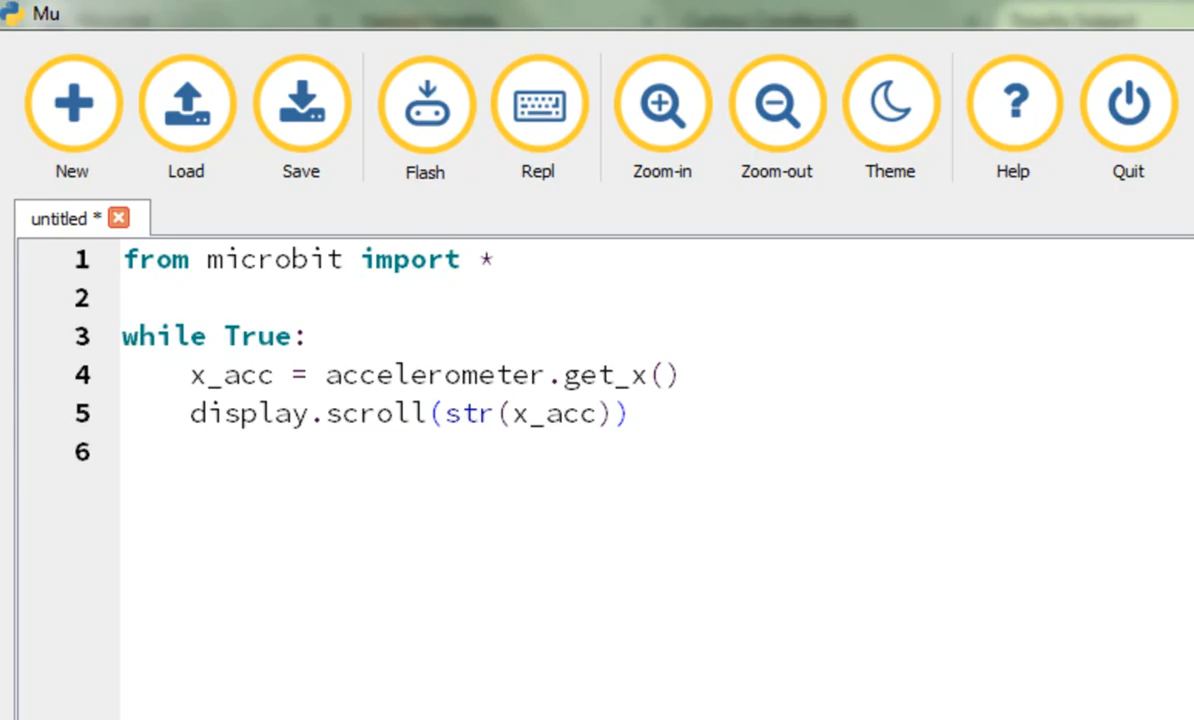 Mu
New Load Save Flash Repl Zoom-in Zoom-out Theme Help Quit
untitled *
1 from microbit import *
2
3 while True:
4     x_acc = accelerometer.get_x()
5     display.scroll(str(x_acc))
6